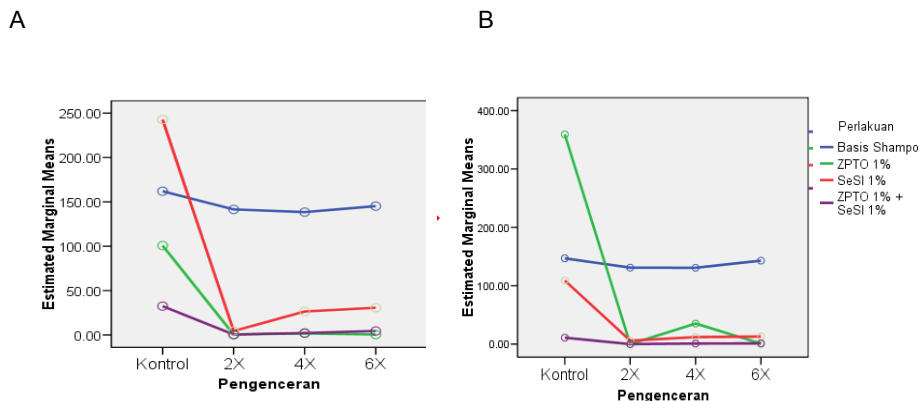 A
B
Estimated Marginal Means
250.00
200.00
150.00
100.00
50.00
0.00
Kontrol
2X
4X
6X
Pengenceran
Estimated Marginal Means
400.00
300.00
200.00
100.00
0.00
Kontrol
2X
4X
6X
Pengenceran
Perlakuan
Basis Shampo
ZPTO 1%
SeSI 1%
ZPTO 1% +
SeSI 1%